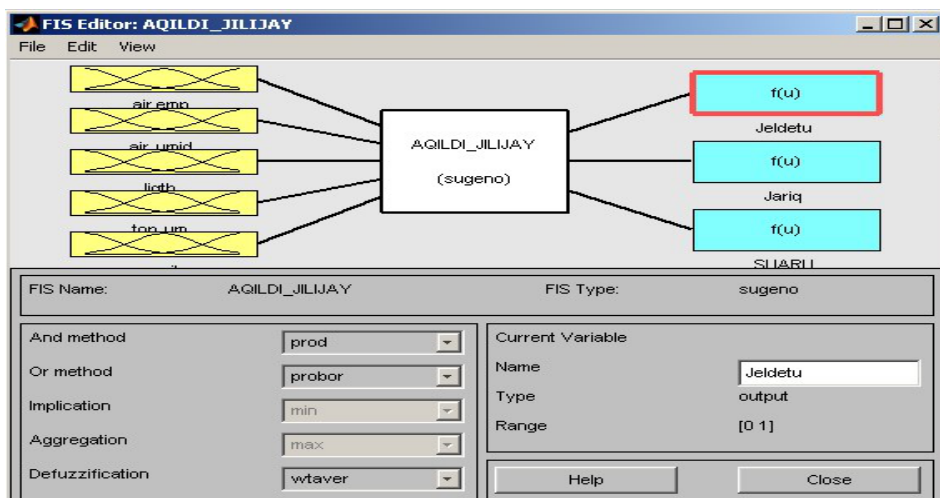 FIS Editor: AQILDI_JILIJAY
File Edit View
air
f(u)
Jeldetu
AQILDI_JILIJAY
(sugeno)
f(u)
Jariq
f(u)
SUARU
FIS Name: AQILDI_JILIJAY FIS Type: sugeno
And method prod
Or method probor
Implication min
Aggregation max
Defuzzification wtaver
Current Variable
Name Jeldetu
Type output
Range [0 1]
Help Close